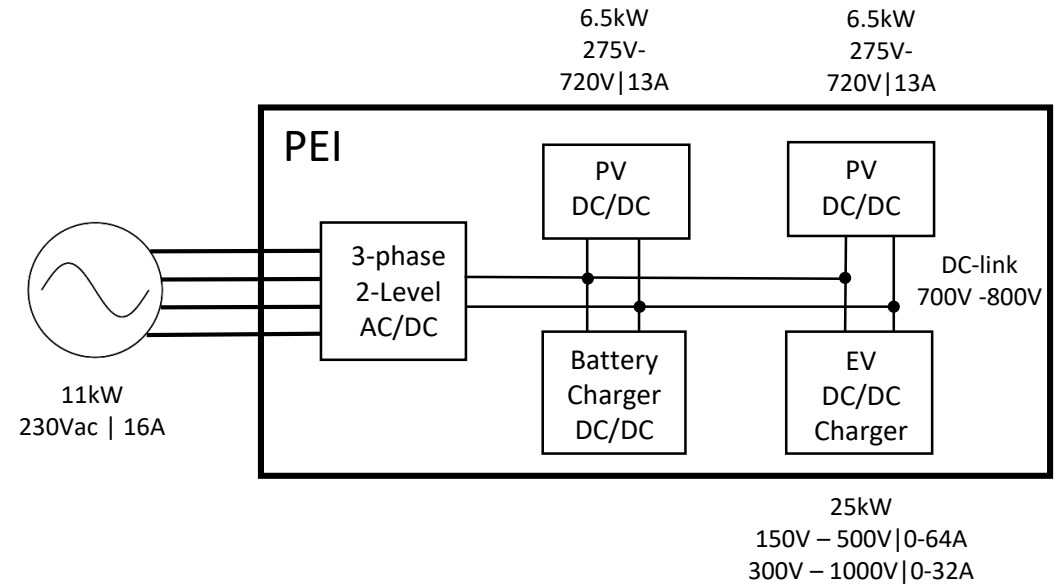 6.5kW
275V-
720V|13A
6.5kW
275V-
720V|13A
PEI
PV
DC/DC
PV
DC/DC
3-phase
2-Level
AC/DC
DC-link
700V -800V
Battery
Charger
DC/DC
EV
DC/DC
Charger
11kW
230Vac | 16A
25kW
150V – 500V|0-64A
300V – 1000V|0-32A